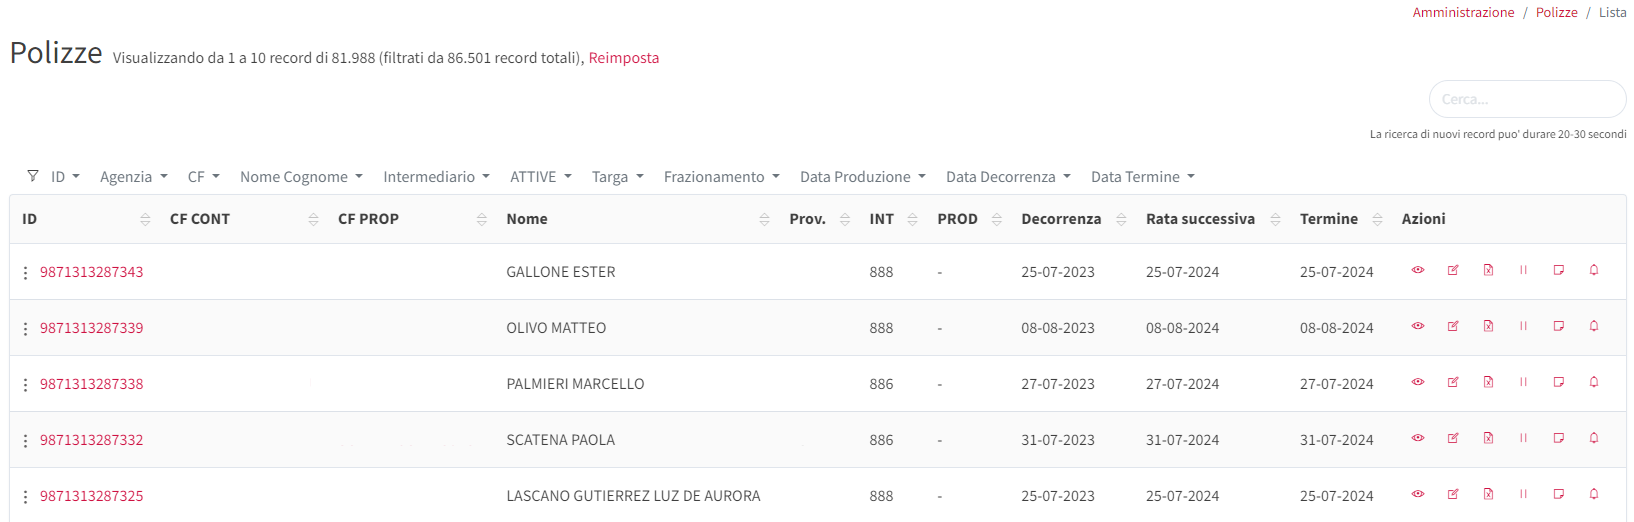 Amministrazione / Polizze / Lista
Polizze Visualizzando da 1 a 10 record di 81.988 (filtrati da 86.501 record totali), Reimposta
Cerca...
La ricerca di nuovi record puo' durare 20-30 secondi
ID Agenzia CF Nome Cognome Intermediario ATTIVE Targa Frazionamento Data Produzione Data Decorrenza Data Termine
ID CF CONT CF PROP Nome Prov. INT PROD Decorrenza Rata successiva Termine Azioni
9871313287343 GALLONE ESTER 888 - 25-07-2023 25-07-2024 25-07-2024
9871313287339 OLIVO MATTEO 888 - 08-08-2023 08-08-2024 08-08-2024
9871313287338 PALMIERI MARCELLO 886 - 27-07-2023 27-07-2024 27-07-2024
9871313287332 SCATENA PAOLA 886 - 31-07-2023 31-07-2024 31-07-2024
9871313287325 LASCANO GUTIERREZ LUZ DE AURORA 888 - 25-07-2023 25-07-2024 25-07-2024